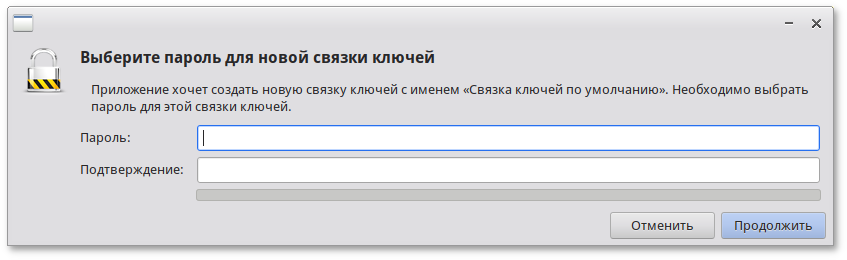 Выберите пароль для новой связки ключей
Приложение хочет создать новую связку ключей с именем «Связка ключей по умолчанию». Необходимо выбрать
пароль для этой связки ключей.
Пароль:
Подтверждение:
Отменить
Продолжить